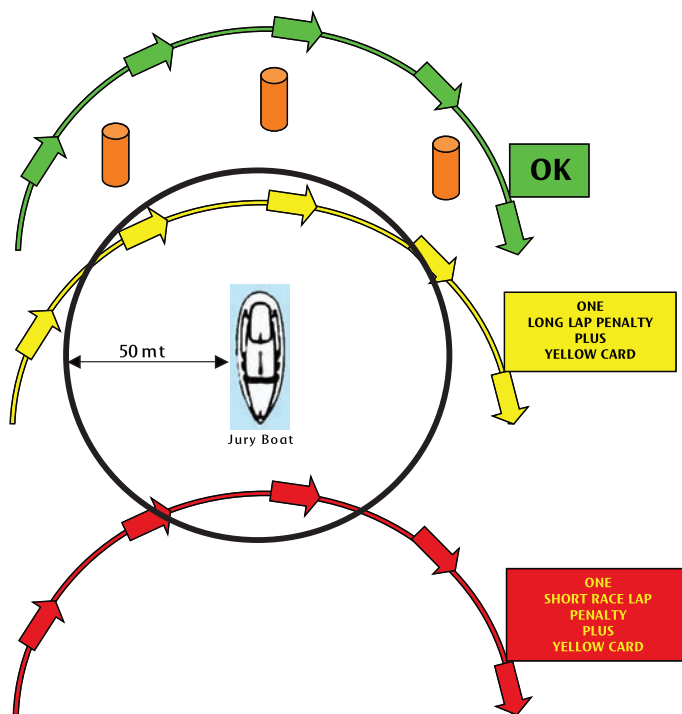 OK
ONE
LONG LAP PENALTY
PLUS
YELLOW CARD
50 mt
Jury Boat
ONE
SHORT RACE LAP
PENALTY
PLUS
YELLOW CARD